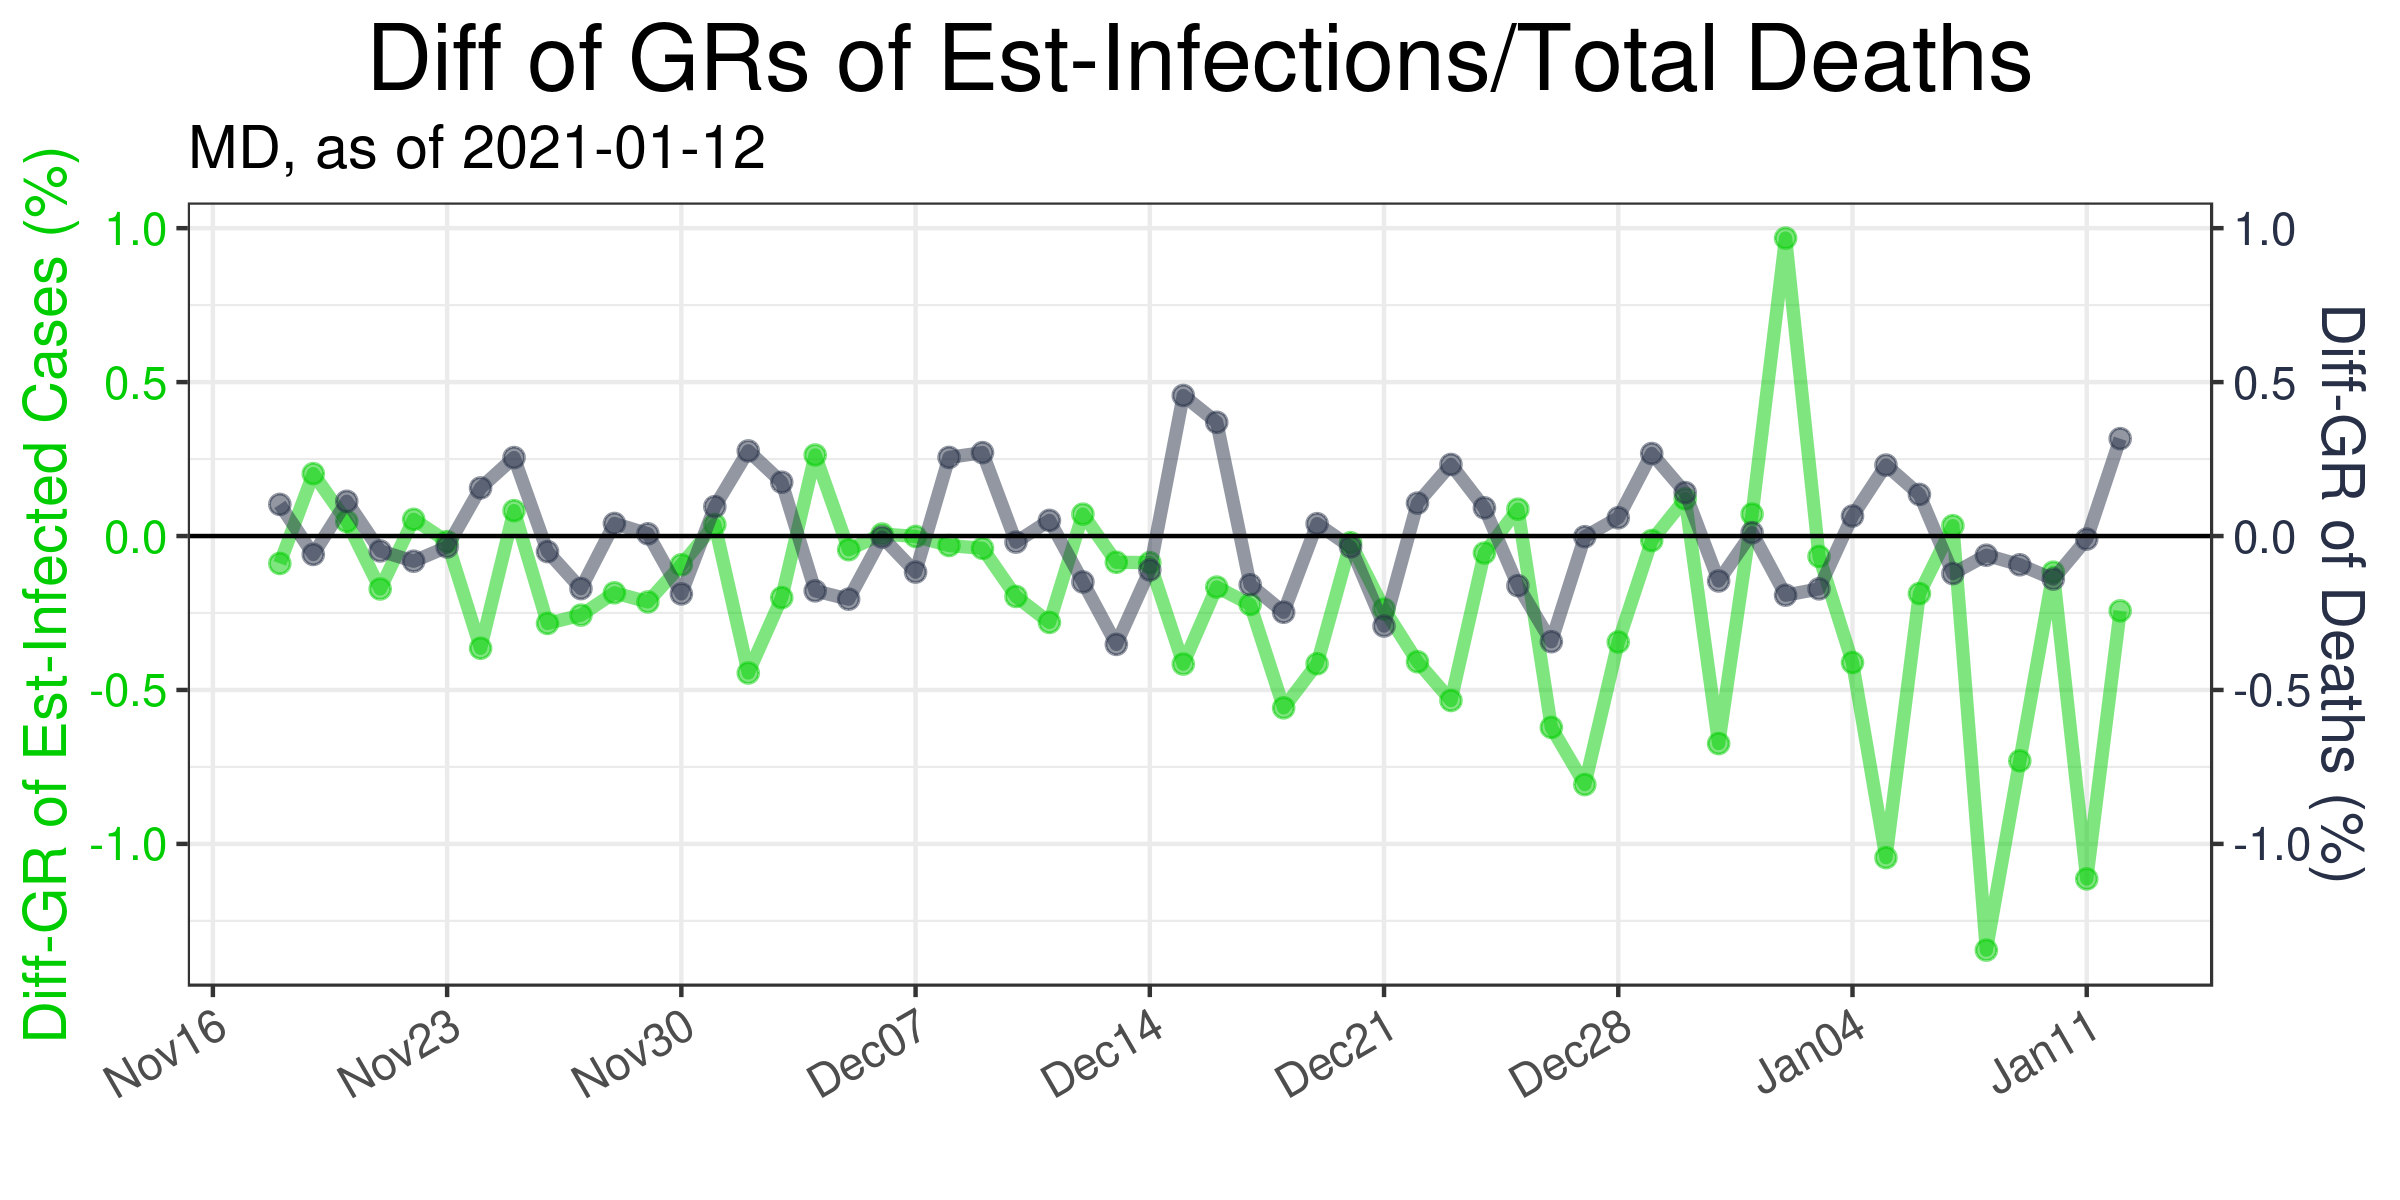 Diff of GRs of Est-Infections/Total Deaths
MD, as of 2021-01-12
Diff-GR of Est-Infected Cases (%)
1.0
0.5
0.0
-0.5
-1.0
1.0
0.5
0.0
-0.5
-1.0
Diff-GR of Deaths (%)
Nov16
Nov23
Nov30
Dec07
Dec14
Dec21
Dec28
Jan04
Jan11